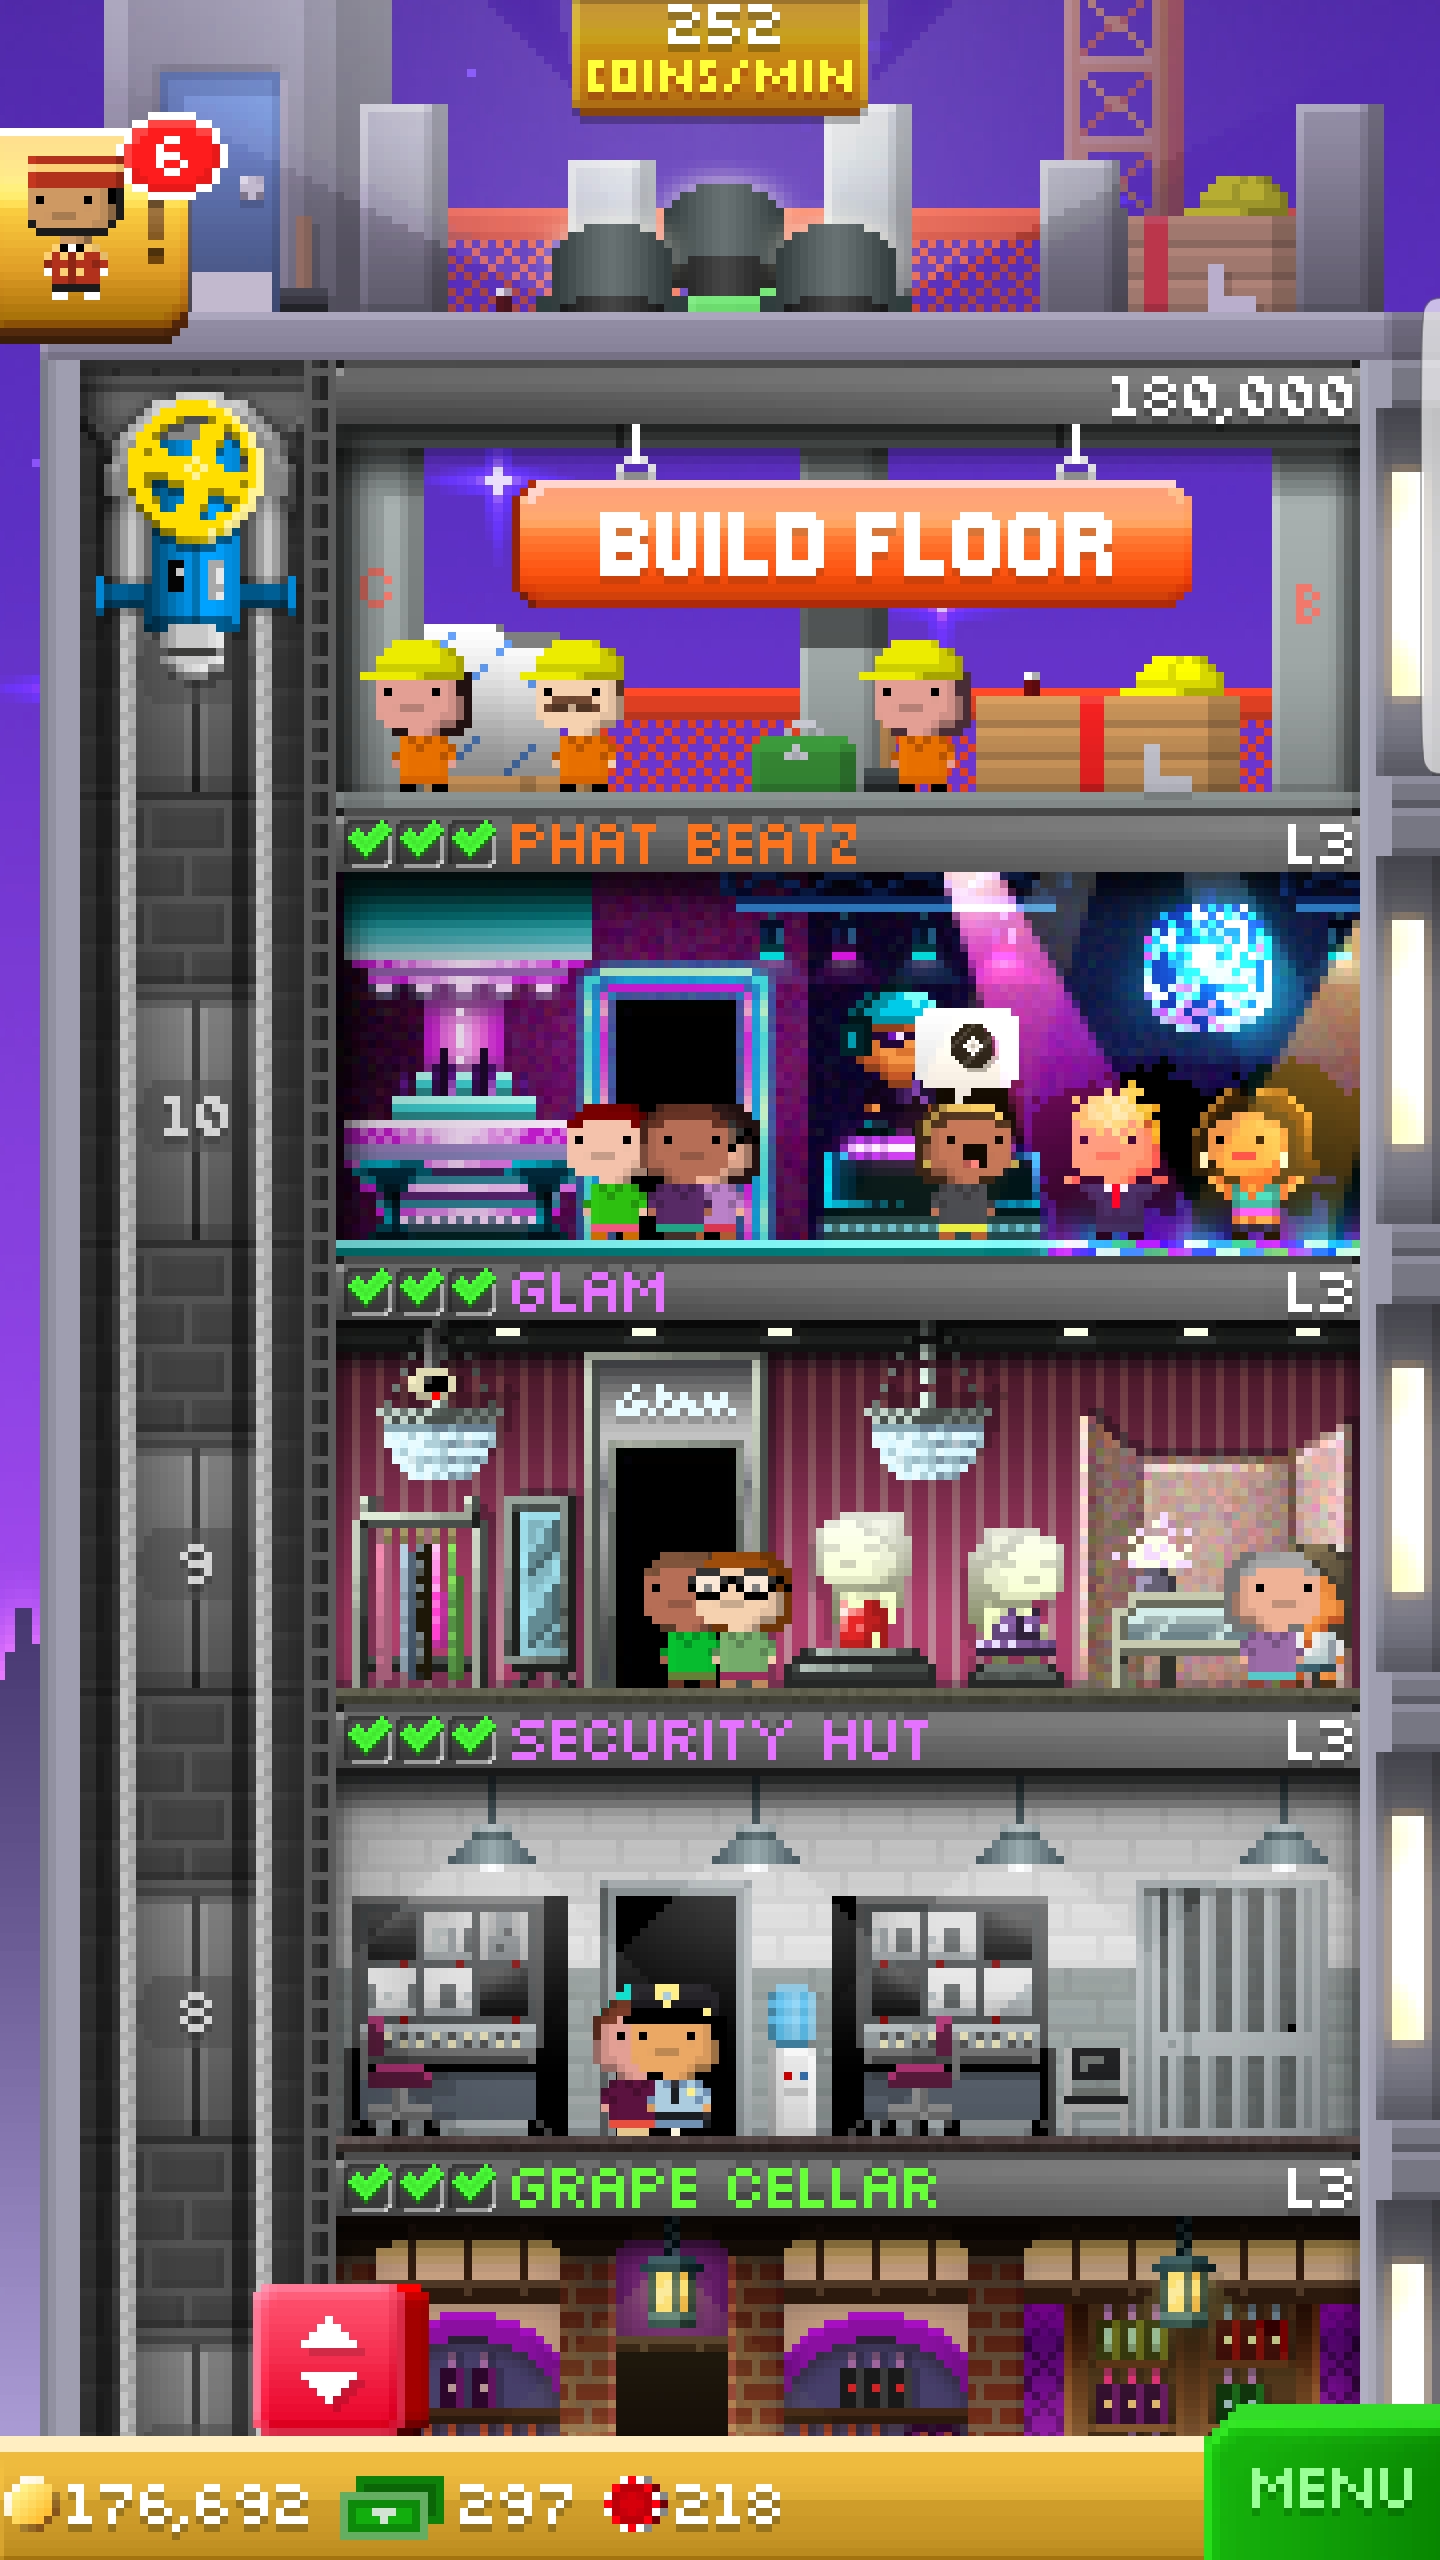 252
COINS/MIN
6
!
180,000
BUILD FLOOR
C
B
PHAT BEATZ L3
10
GLAM L3
Glam
9
SECURITY HUT L3
8
GRAPE CELLAR L3
176,692 297 218
MENU